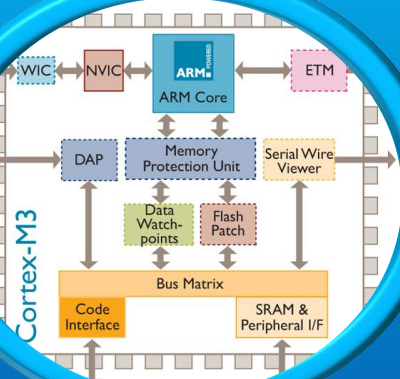 WIC
NVIC
ARM
POWERED
ARM Core
ETM
DAP
Memory
Protection Unit
Serial Wire
Viewer
Data
Watch-
points
Flash
Patch
Cortex-M3
Bus Matrix
Code
Interface
SRAM &
Peripheral I/F